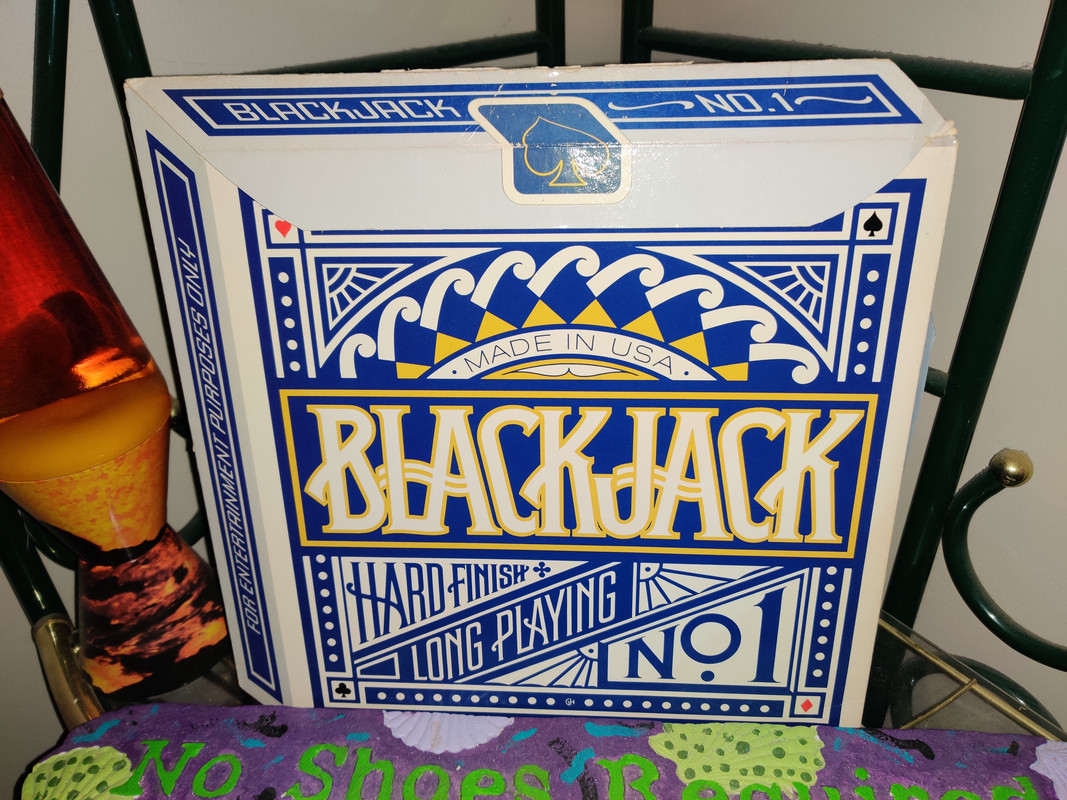 BLACKJACK NO.1
FOR ENTERTAINMENT PURPOSES ONLY
MADE IN USA
BLACKJACK
HARD FINISH
LONG PLAYING
No.1
GH
No Shoes Required